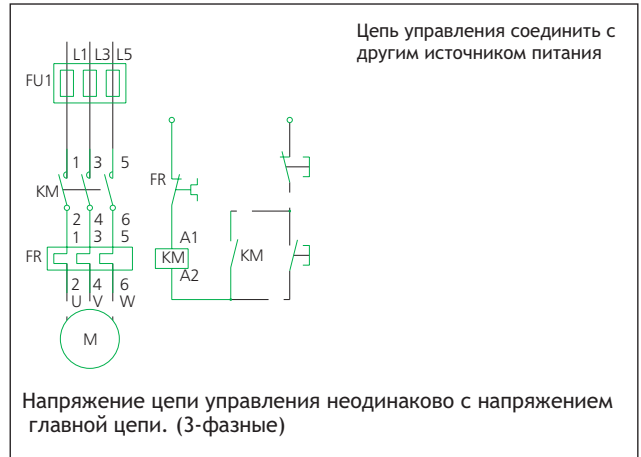 Цепь управления соединить с
другим источником питания
L1 L3 L5
FU1
1 3 5
KM
FR
2 4 6
1 3 5
A1
FR
KM
KM
A2
2 4 6
U V W
M
Напряжение цепи управления неодинаково с напряжением
главной цепи. (3-фазные)